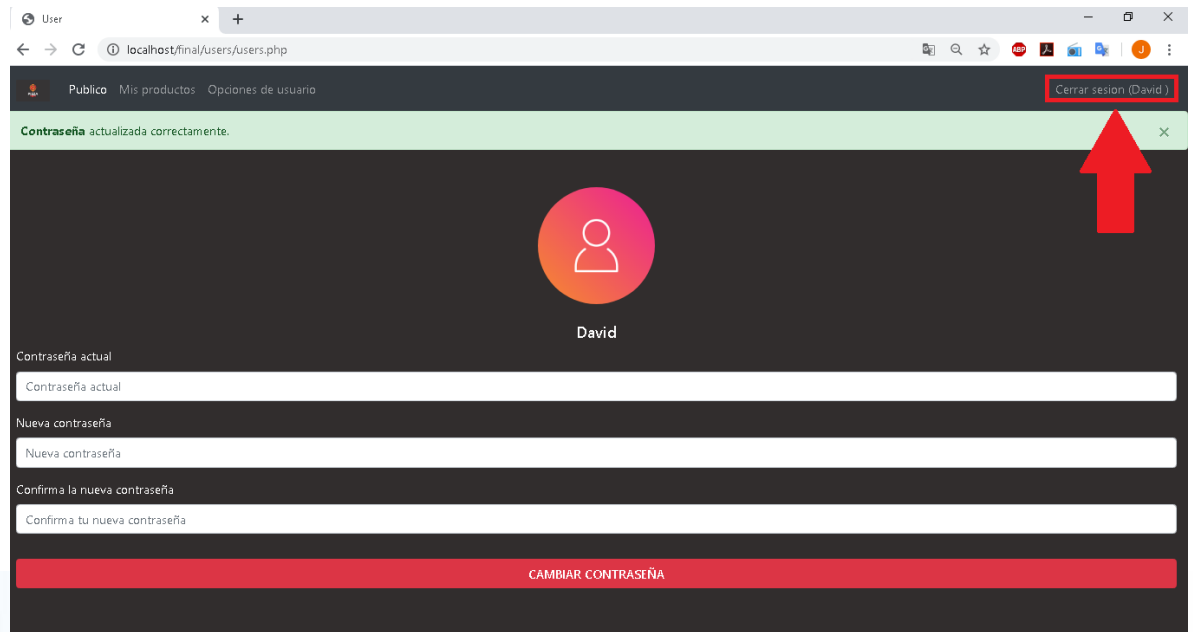 User
localhost/final/users/users.php
ABP
J
Publico Mis productos Opciones de usuario Cerrar sesion (David )
Contraseña actualizada correctamente.
David
Contraseña actual
Contraseña actual
Nueva contraseña
Nueva contraseña
Confirma la nueva contraseña
Confirma tu nueva contraseña
CAMBIAR CONTRASEÑA